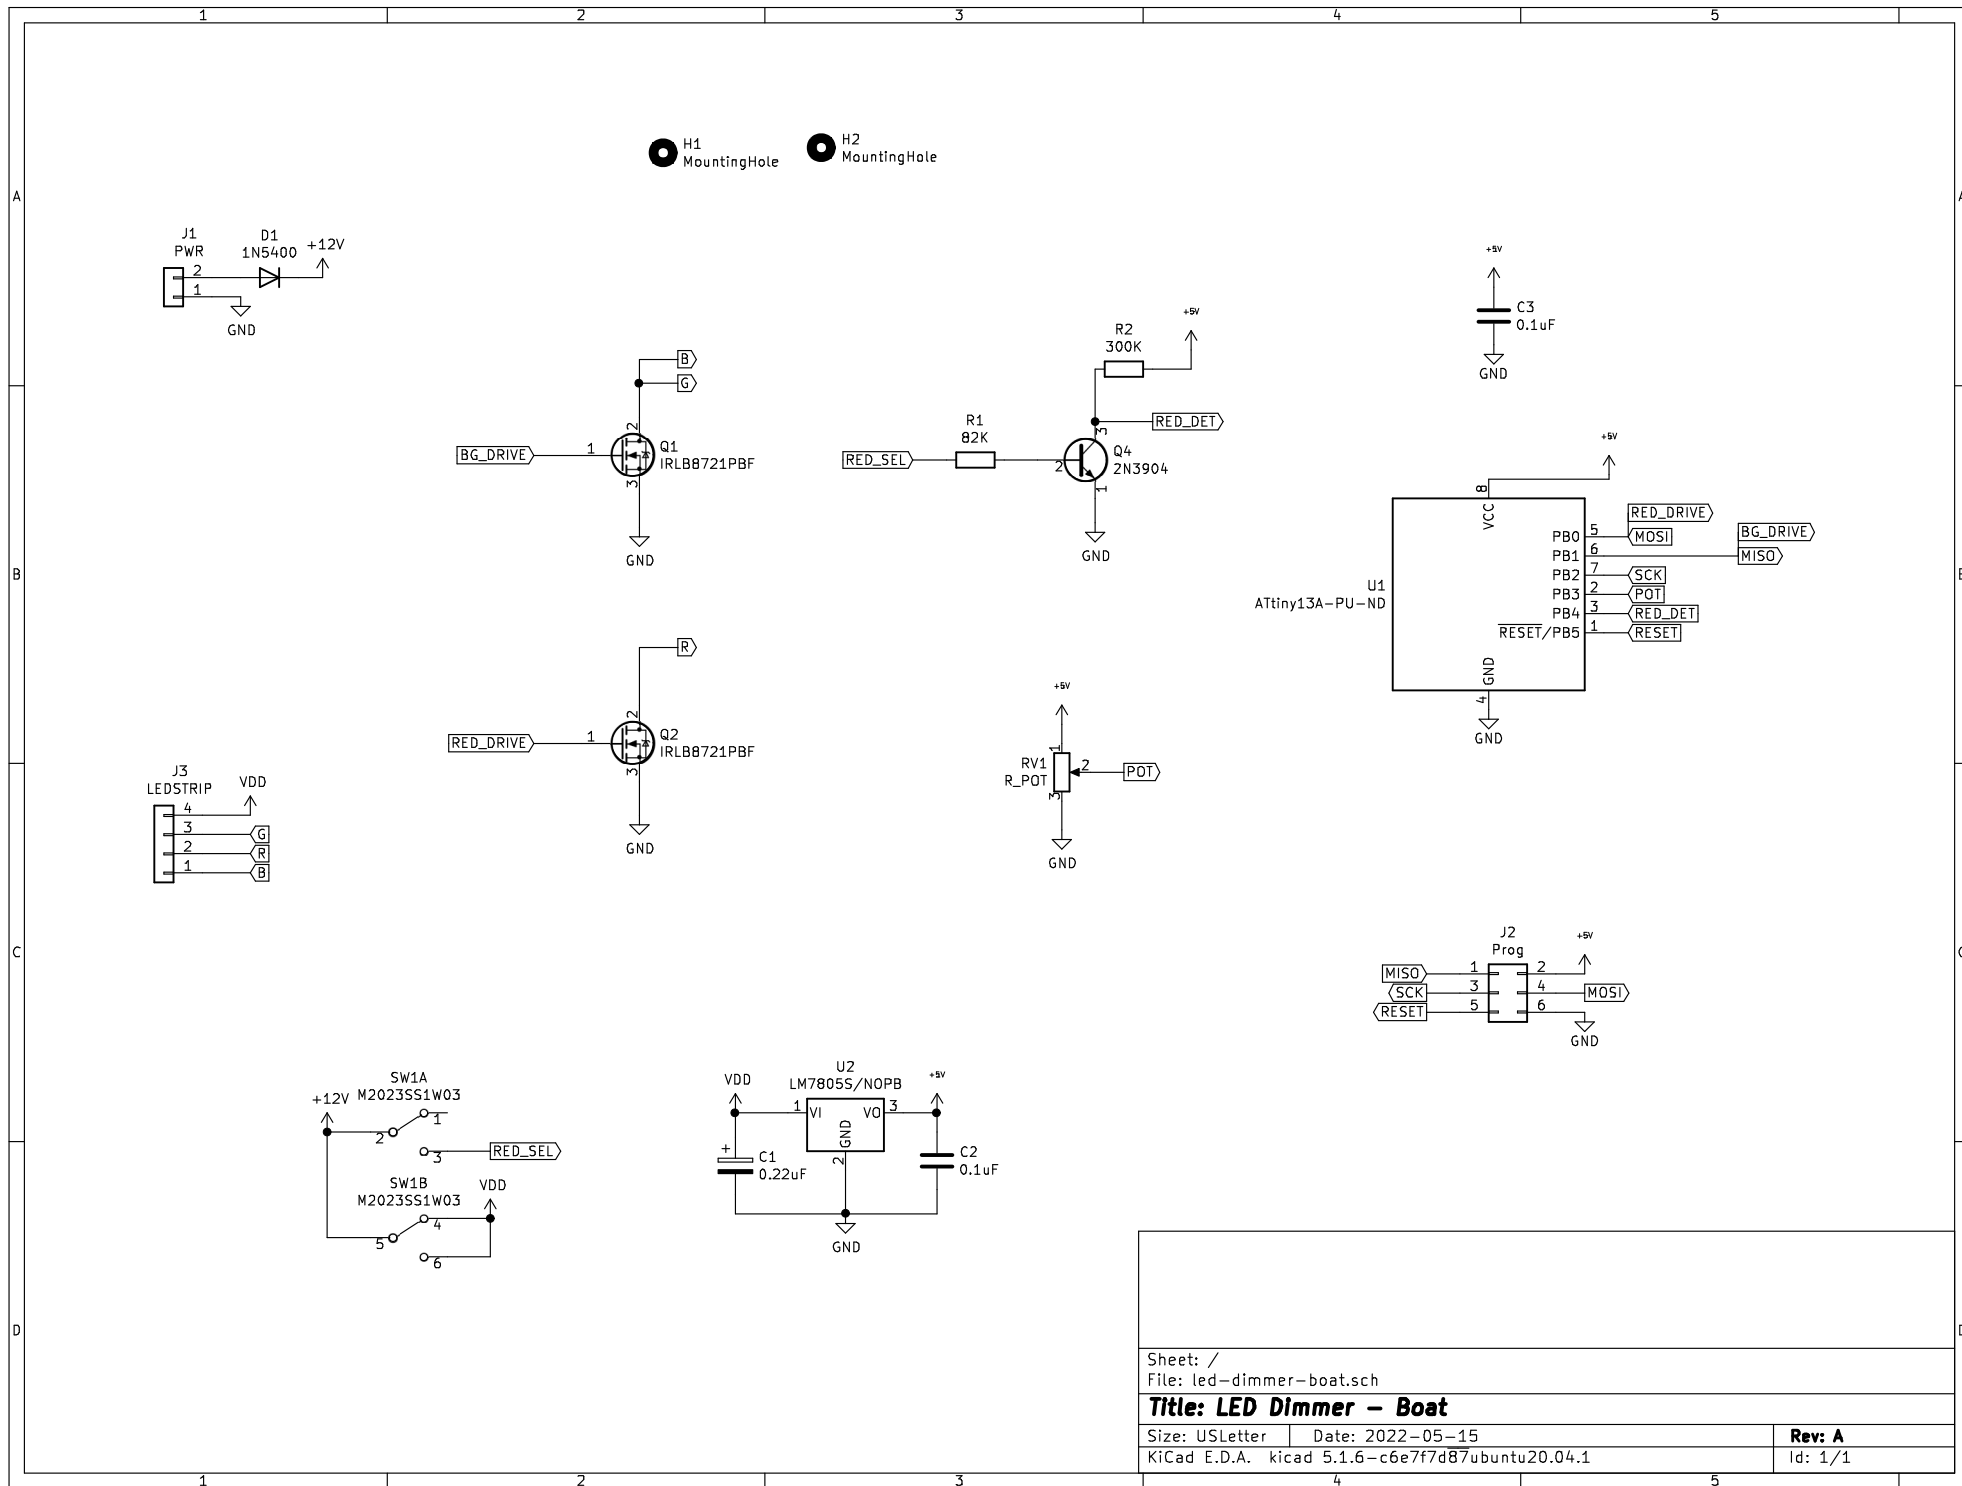 1 2 3 4 5
A
B
C
D
H1
MountingHole
H2
MountingHole
J1
PWR
2
1
D1
1N5400
+12V
GND
B
G
BG_DRIVE
1
2
3
Q1
IRLB8721PBF
GND
R
RED_DRIVE
1
2
3
Q2
IRLB8721PBF
GND
J3
LEDSTRIP
VDD
4
3
2
1
G
R
B
R2
300K
+5V
RED_DET
R1
82K
RED_SEL
2
3
1
Q4
2N3904
GND
+5V
RV1
R_POT
1
2
3
POT
GND
+5V
C3
0.1uF
GND
+5V
8
VCC
U1
ATtiny13A-PU-ND
PB0 5
PB1 6
PB2 7
PB3 2
PB4 3
RESET/PB5 1
RED_DRIVE
MOSI
BG_DRIVE
MISO
SCK
POT
RED_DET
RESET
GND
4
GND
J2
Prog
+5V
MISO 1 2
SCK 3 4 MOSI
RESET 5 6
GND
SW1A
M2023SS1W03
+12V
1
2
3
RED_SEL
SW1B
M2023SS1W03
VDD
4
5
6
VDD
U2
LM7805S/NOPB
+5V
1 VI VO 3
GND
2
+
C1
0.22uF
C2
0.1uF
GND
Sheet: /
File: led-dimmer-boat.sch
Title: LED Dimmer - Boat
Size: USLetter Date: 2022-05-15 Rev: A
KiCad E.D.A. kicad 5.1.6-c6e7f7d87ubuntu20.04.1 Id: 1/1
1 2 3 4 5